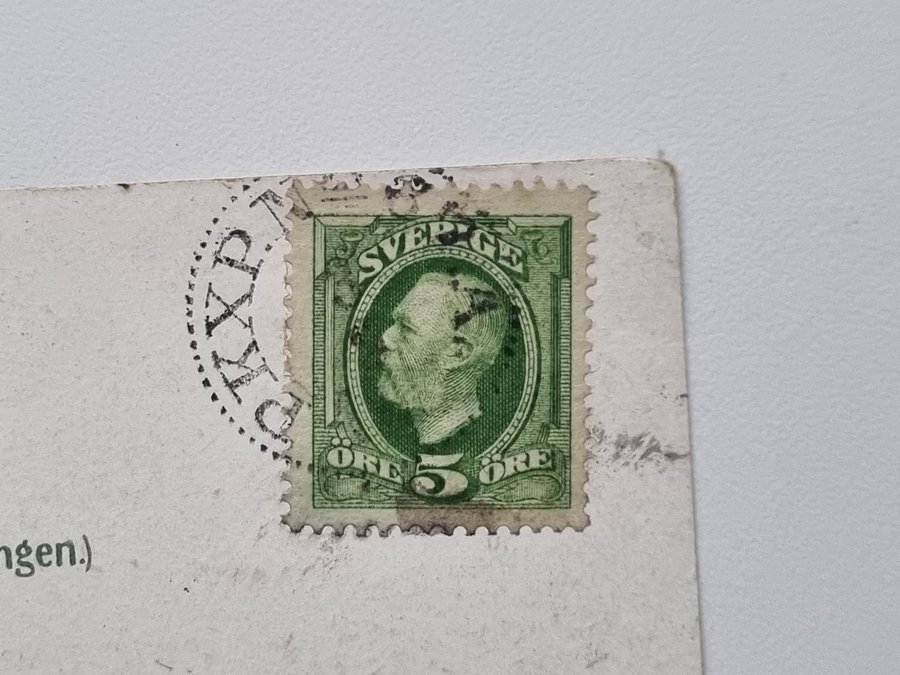 PKXP.N
SVERIGE
ÖRE 5 ÖRE
ngen.)